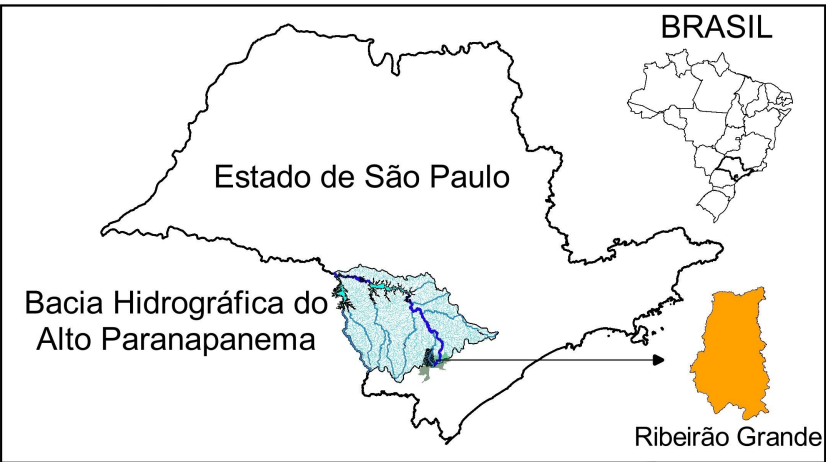 BRASIL
Estado de São Paulo
Bacia Hidrográfica do
Alto Paranapanema
Ribeirão Grande